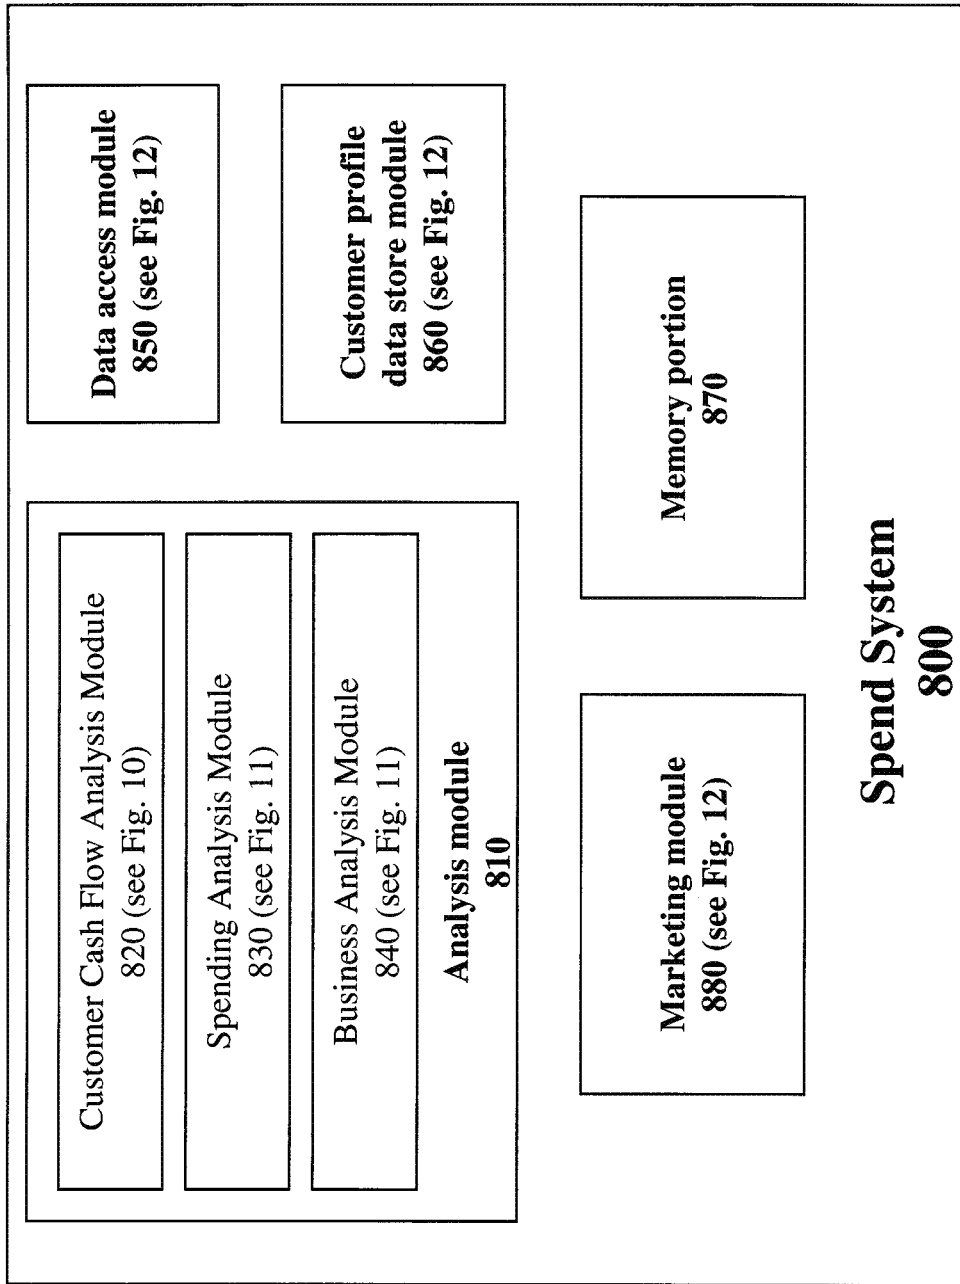 Customer Cash Flow Analysis Module
820 (see Fig. 10)
Spending Analysis Module
830 (see Fig. 11)
Business Analysis Module
840 (see Fig. 11)
Analysis module
810
Data access module
850 (see Fig. 12)
Customer profile
data store module
860 (see Fig. 12)
Marketing module
880 (see Fig. 12)
Memory portion
870
Spend System
800